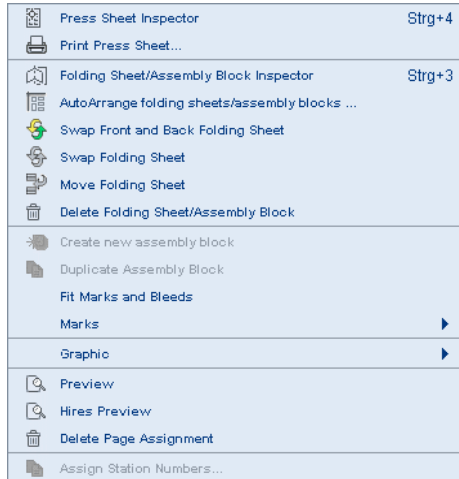 Press Sheet Inspector Strg+4
Print Press Sheet...
Folding Sheet/Assembly Block Inspector Strg+3
AutoArrange folding sheets/assembly blocks ...
Swap Front and Back Folding Sheet
Swap Folding Sheet
Move Folding Sheet
Delete Folding Sheet/Assembly Block
Create new assembly block
Duplicate Assembly Block
Fit Marks and Bleeds
Marks
Graphic
Preview
Hires Preview
Delete Page Assignment
Assign Station Numbers...